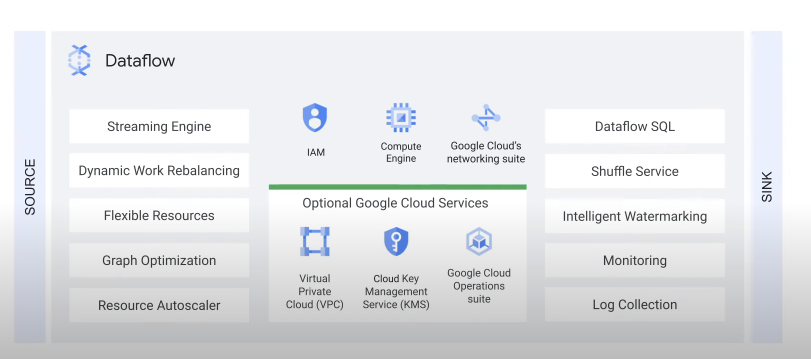 Dataflow
SOURCE
Streaming Engine
Dynamic Work Rebalancing
Flexible Resources
Graph Optimization
Resource Autoscaler
IAM
Compute
Engine
Google Cloud's
networking suite
Optional Google Cloud Services
Virtual
Private
Cloud (VPC)
Cloud Key
Management
Service (KMS)
Google Cloud
Operations
suite
Dataflow SQL
Shuffle Service
Intelligent Watermarking
Monitoring
Log Collection
SINK